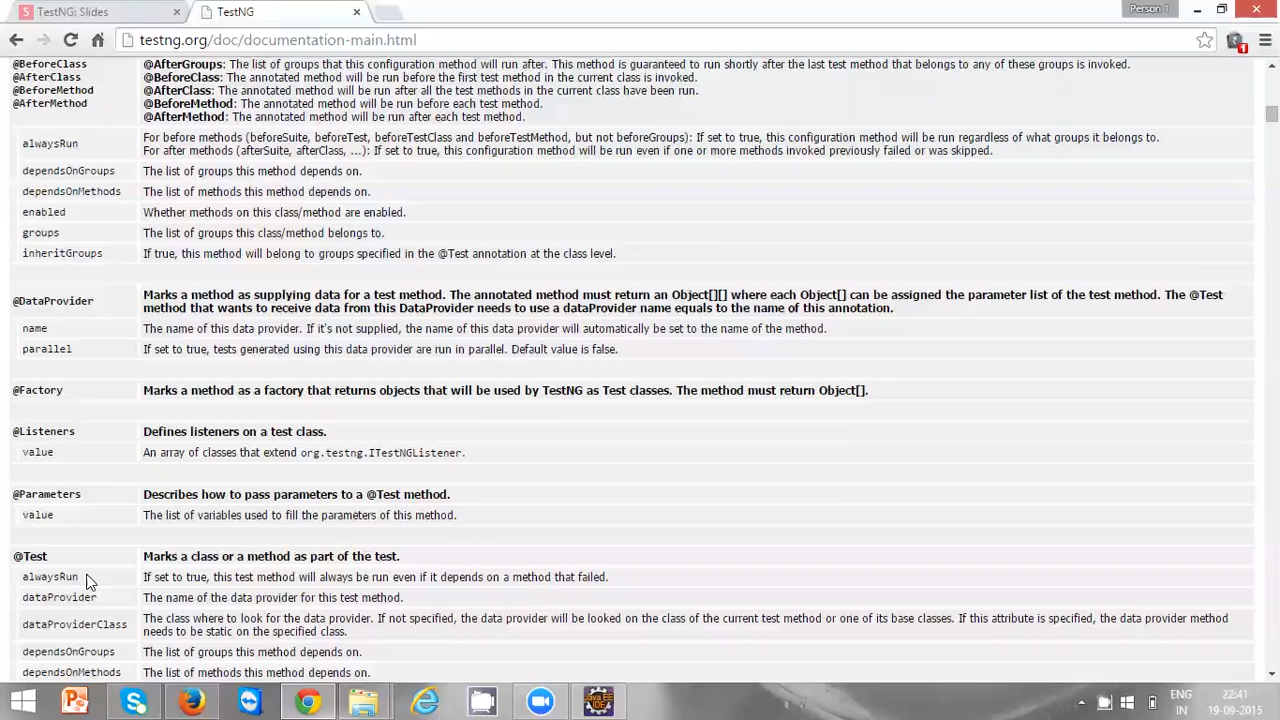 TestNG: Slides
TestNG
Person 1
testng.org/doc/documentation-main.html
@BeforeClass
@AfterClass
@BeforeMethod
@AfterMethod
@AfterGroups: The list of groups that this configuration method will run after. This method is guaranteed to run shortly after the last test method that belongs to any of these groups is invoked.
@BeforeClass: The annotated method will be run before the first test method in the current class is invoked.
@AfterClass: The annotated method will be run after all the test methods in the current class have been run.
@BeforeMethod: The annotated method will be run before each test method.
@AfterMethod: The annotated method will be run after each test method.
alwaysRun
For before methods (beforeSuite, beforeTest, beforeTestClass and beforeTestMethod, but not beforeGroups): If set to true, this configuration method will be run regardless of what groups it belongs to.
For after methods (afterSuite, afterClass, ...): If set to true, this configuration method will be run even if one or more methods invoked previously failed or was skipped.
dependsOnGroups The list of groups this method depends on.
dependsOnMethods The list of methods this method depends on.
enabled Whether methods on this class/method are enabled.
groups The list of groups this class/method belongs to.
inheritGroups If true, this method will belong to groups specified in the @Test annotation at the class level.
@DataProvider
Marks a method as supplying data for a test method. The annotated method must return an Object[][] where each Object[] can be assigned the parameter list of the test method. The @Test
method that wants to receive data from this DataProvider needs to use a dataProvider name equals to the name of this annotation.
name The name of this data provider. If it's not supplied, the name of this data provider will automatically be set to the name of the method.
parallel If set to true, tests generated using this data provider are run in parallel. Default value is false.
@Factory Marks a method as a factory that returns objects that will be used by TestNG as Test classes. The method must return Object[].
@Listeners Defines listeners on a test class.
value An array of classes that extend org.testng.ITestNGListener.
@Parameters Describes how to pass parameters to a @Test method.
value The list of variables used to fill the parameters of this method.
@Test Marks a class or a method as part of the test.
alwaysRun If set to true, this test method will always be run even if it depends on a method that failed.
dataProvider The name of the data provider for this test method.
dataProviderClass
The class where to look for the data provider. If not specified, the data provider will be looked on the class of the current test method or one of its base classes. If this attribute is specified, the data provider method
needs to be static on the specified class.
dependsOnGroups The list of groups this method depends on.
dependsOnMethods The list of methods this method depends on.
Java EE
IDE
ENG
IN
22:41
19-09-2015